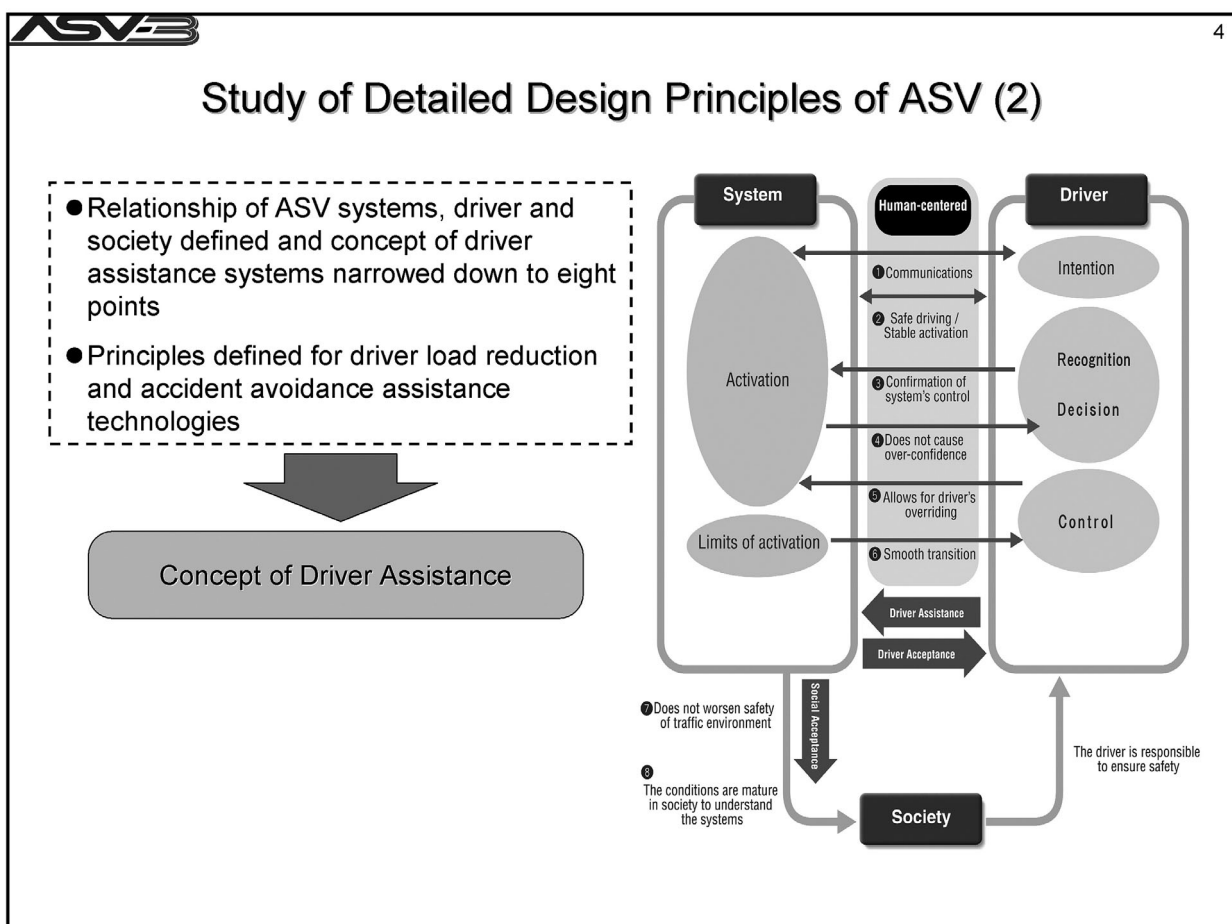 ASV-3
4
Study of Detailed Design Principles of ASV (2)
●Relationship of ASV systems, driver and
society defined and concept of driver
assistance systems narrowed down to eight
points
●Principles defined for driver load reduction
and accident avoidance assistance
technologies
Concept of Driver Assistance
System
Human-centered
Driver
Activation
Limits of activation
❶Communications
❷ Safe driving /
Stable activation
❸Confirmation of
system's control
❹Does not cause
over-confidence
❺Allows for driver's
overriding
❻Smooth transition
Intention
Recognition
Decision
Control
Driver Assistance
Driver Acceptance
Social Acceptance
❼Does not worsen safety
of traffic environment
❽
The conditions are mature
in society to understand
the systems
Society
The driver is responsible
to ensure safety